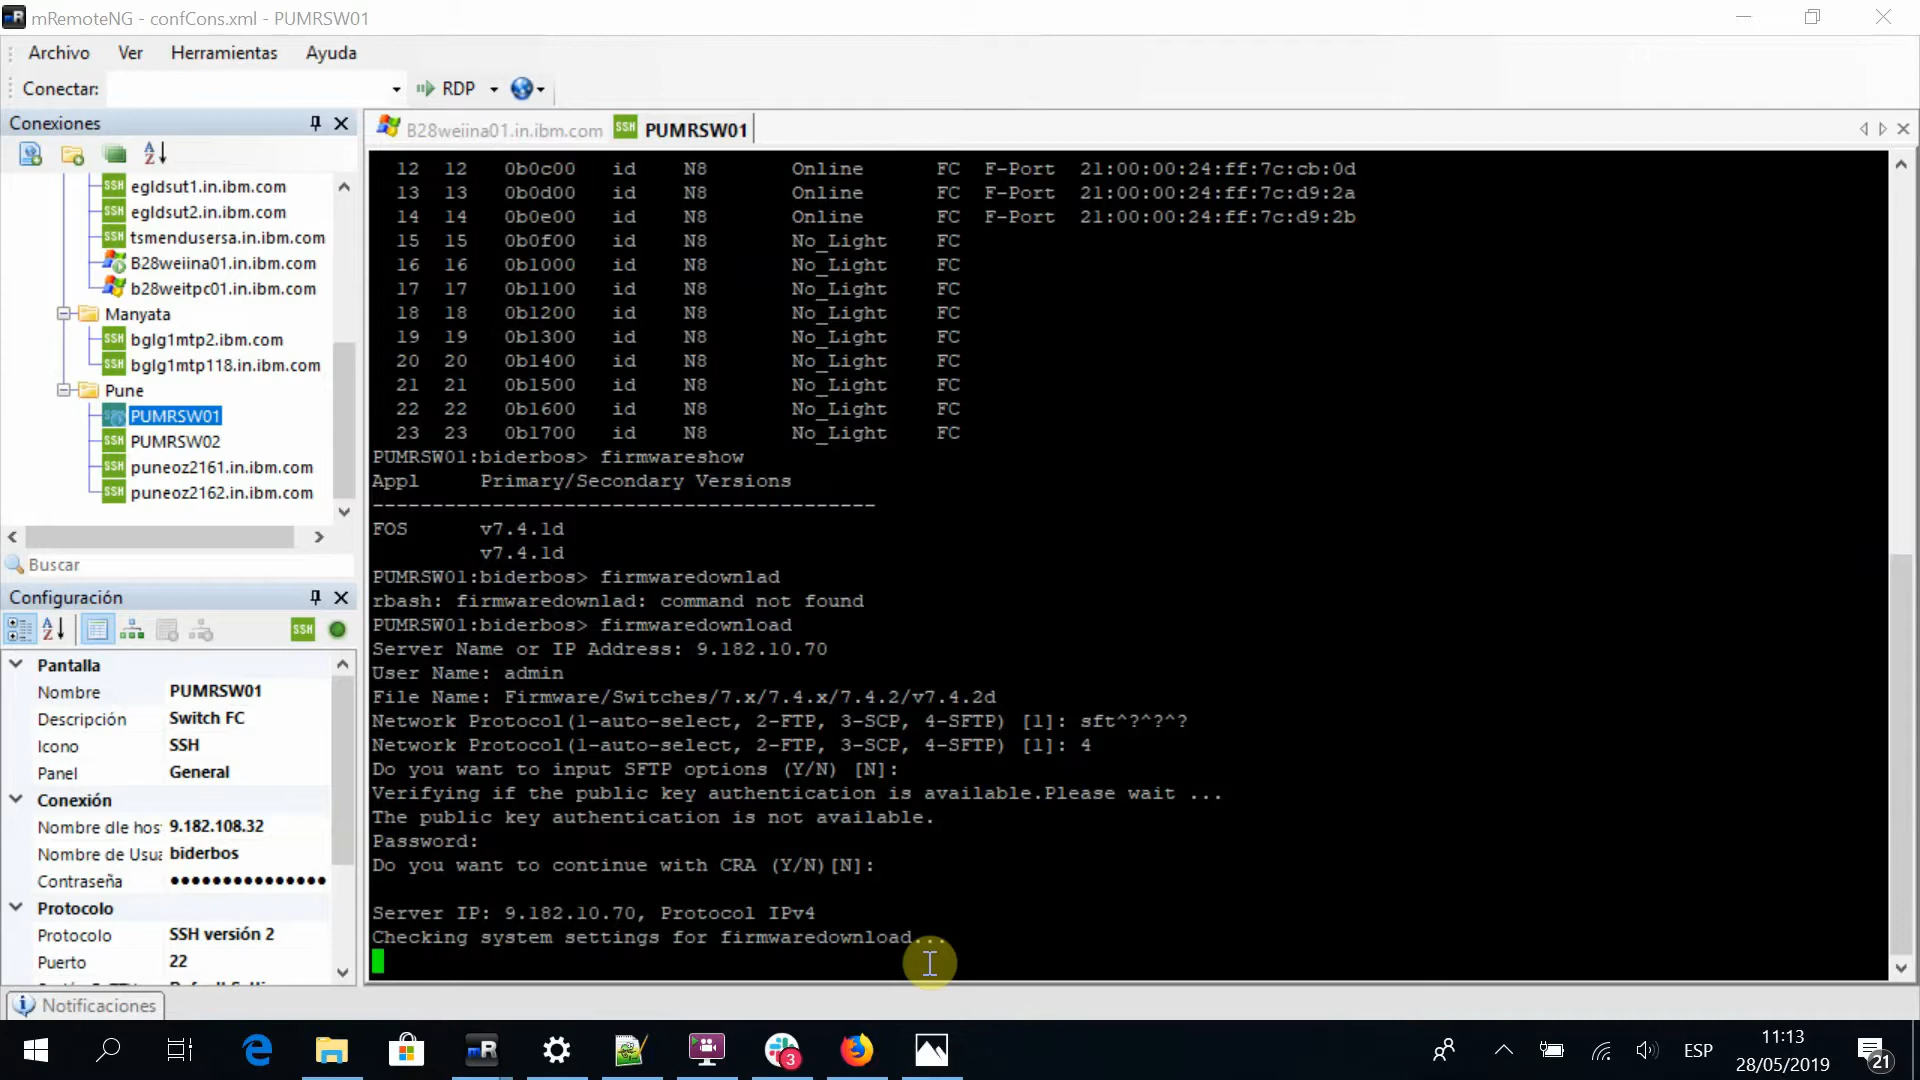 mRemoteNG - confCons.xml - PUMRSW01
Archivo Ver Herramientas Ayuda
Conectar: RDP
Conexiones
B28weiina01.in.ibm.com PUMRSW01
egldsut1.in.ibm.com
egldsut2.in.ibm.com
tsmendusersa.in.ibm.com
B28weiina01.in.ibm.com
b28weitpc01.in.ibm.com
Manyata
bglg1mtp2.ibm.com
bglg1mtp118.in.ibm.com
Pune
PUMRSW01
PUMRSW02
puneoz2161.in.ibm.com
puneoz2162.in.ibm.com
Buscar
Configuración
Pantalla
Nombre PUMRSW01
Descripción Switch FC
Icono SSH
Panel General
Conexión
Nombre dle hos 9.182.108.32
Nombre de Usua biderbos
Contraseña ●●●●●●●●●●●●●●●
Protocolo
Protocolo SSH versión 2
Puerto 22
12 12 0b0c00 id N8 Online FC F-Port 21:00:00:24:ff:7c:cb:0d
13 13 0b0d00 id N8 Online FC F-Port 21:00:00:24:ff:7c:d9:2a
14 14 0b0e00 id N8 Online FC F-Port 21:00:00:24:ff:7c:d9:2b
15 15 0b0f00 id N8 No_Light FC
16 16 0b1000 id N8 No_Light FC
17 17 0b1100 id N8 No_Light FC
18 18 0b1200 id N8 No_Light FC
19 19 0b1300 id N8 No_Light FC
20 20 0b1400 id N8 No_Light FC
21 21 0b1500 id N8 No_Light FC
22 22 0b1600 id N8 No_Light FC
23 23 0b1700 id N8 No_Light FC
PUMRSW01:biderbos> firmwareshow
Appl Primary/Secondary Versions
------------------------------------------
FOS v7.4.1d
v7.4.1d
PUMRSW01:biderbos> firmwaredownlad
rbash: firmwaredownlad: command not found
PUMRSW01:biderbos> firmwaredownload
Server Name or IP Address: 9.182.10.70
User Name: admin
File Name: Firmware/Switches/7.x/7.4.x/7.4.2/v7.4.2d
Network Protocol(1-auto-select, 2-FTP, 3-SCP, 4-SFTP) [1]: sft^?^?^?
Network Protocol(1-auto-select, 2-FTP, 3-SCP, 4-SFTP) [1]: 4
Do you want to input SFTP options (Y/N) [N]:
Verifying if the public key authentication is available.Please wait ...
The public key authentication is not available.
Password:
Do you want to continue with CRA (Y/N)[N]:
Server IP: 9.182.10.70, Protocol IPv4
Checking system settings for firmwaredownload...
Notificaciones
ESP
11:13
28/05/2019
3
21